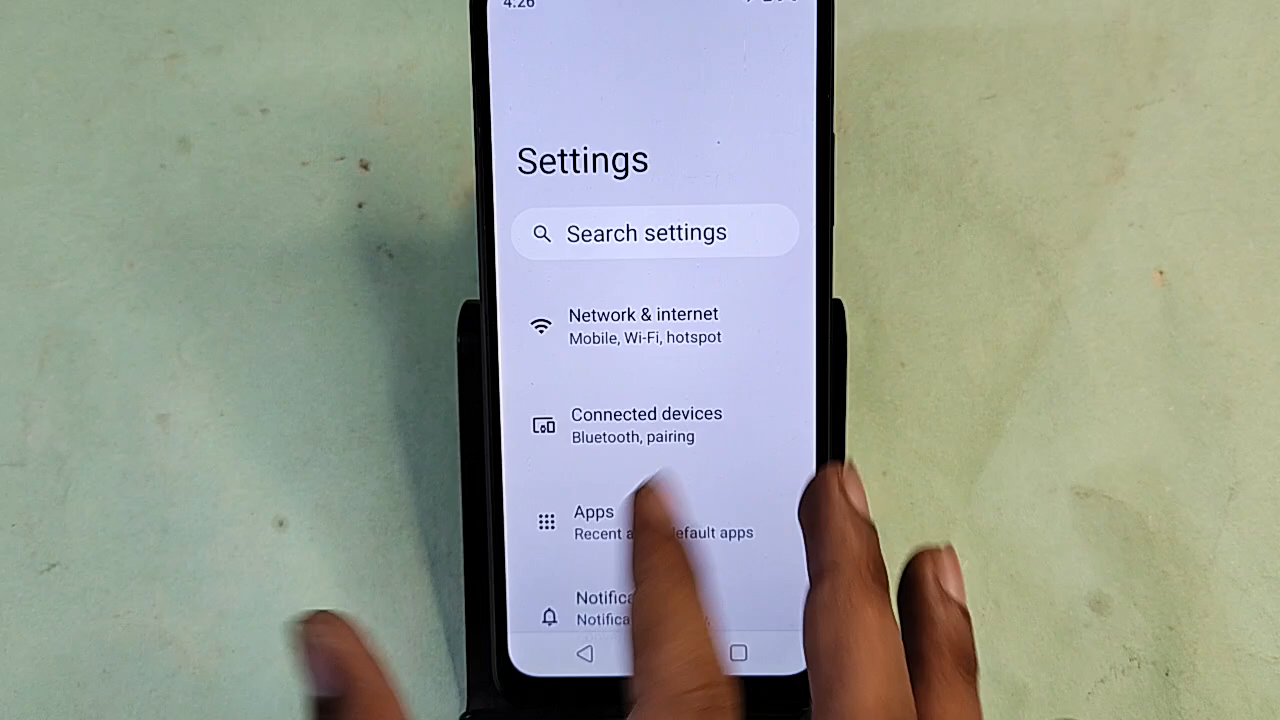 4:26
Settings
Search settings
Network & internet
Mobile, Wi-Fi, hotspot
Connected devices
Bluetooth, pairing
Apps
Recent a efault apps
Notifica
Notifica